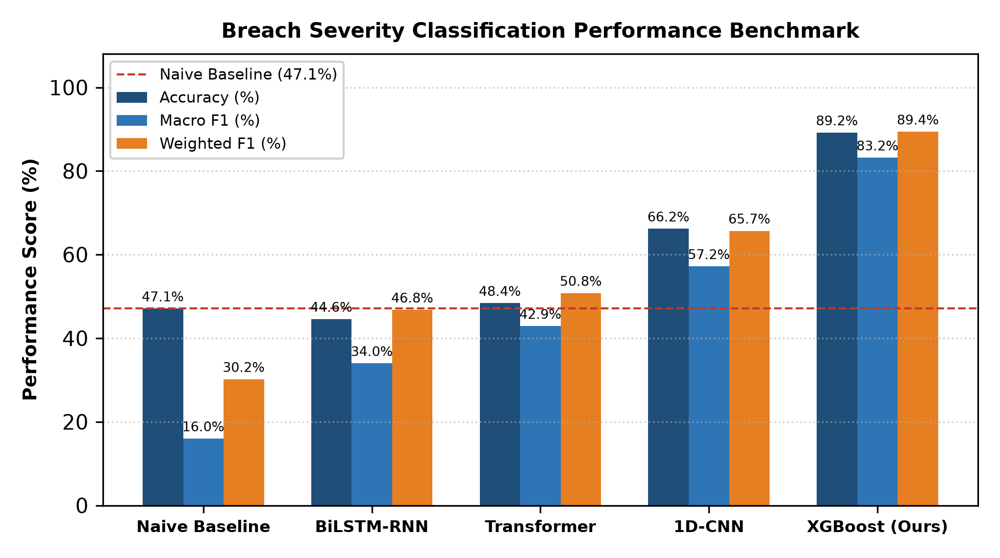 Breach Severity Classification Performance Benchmark
Naive Baseline (47.1%)
Accuracy (%)
Macro F1 (%)
Weighted F1 (%)
Performance Score (%)
100
80
60
40
20
0
47.1%
16.0%
30.2%
44.6%
34.0%
46.8%
48.4%
42.9%
50.8%
66.2%
57.2%
65.7%
89.2%
83.2%
89.4%
Naive Baseline
BiLSTM-RNN
Transformer
1D-CNN
XGBoost (Ours)